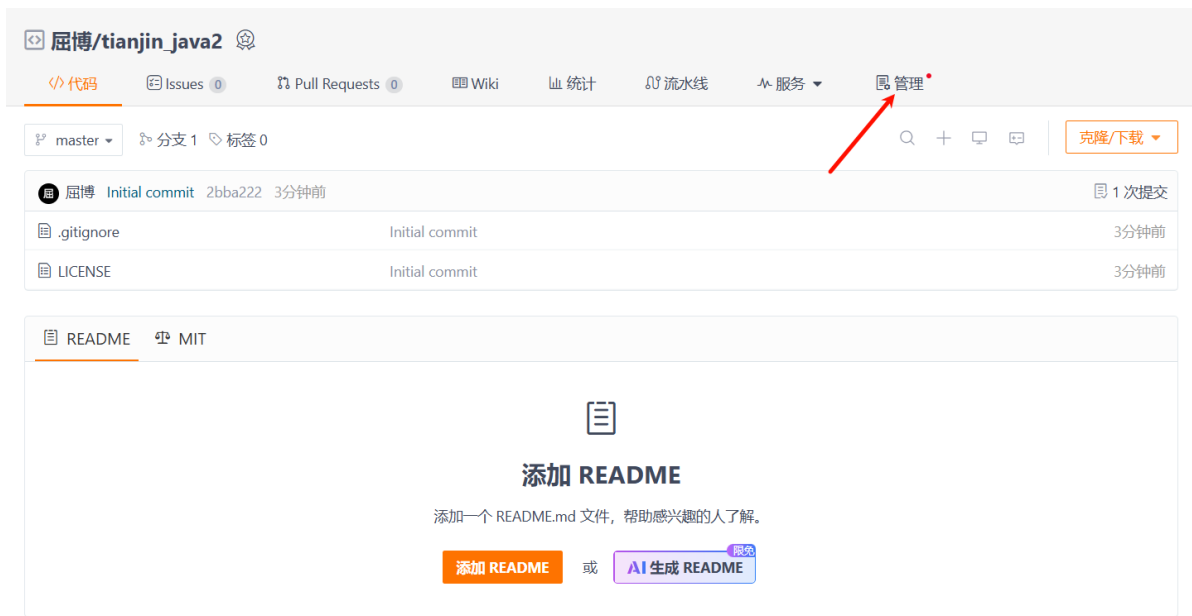 屈博/tianjin_java2
代码 Issues 0 Pull Requests 0 Wiki 统计 流水线 服务 管理
master 分支 1 标签 0 克隆/下载
屈 屈博 Initial commit 2bba222 3分钟前 1 次提交
.gitignore Initial commit 3分钟前
LICENSE Initial commit 3分钟前
README MIT
添加 README
添加一个 README.md 文件，帮助感兴趣的人了解。
限免
添加 README 或 AI 生成 README